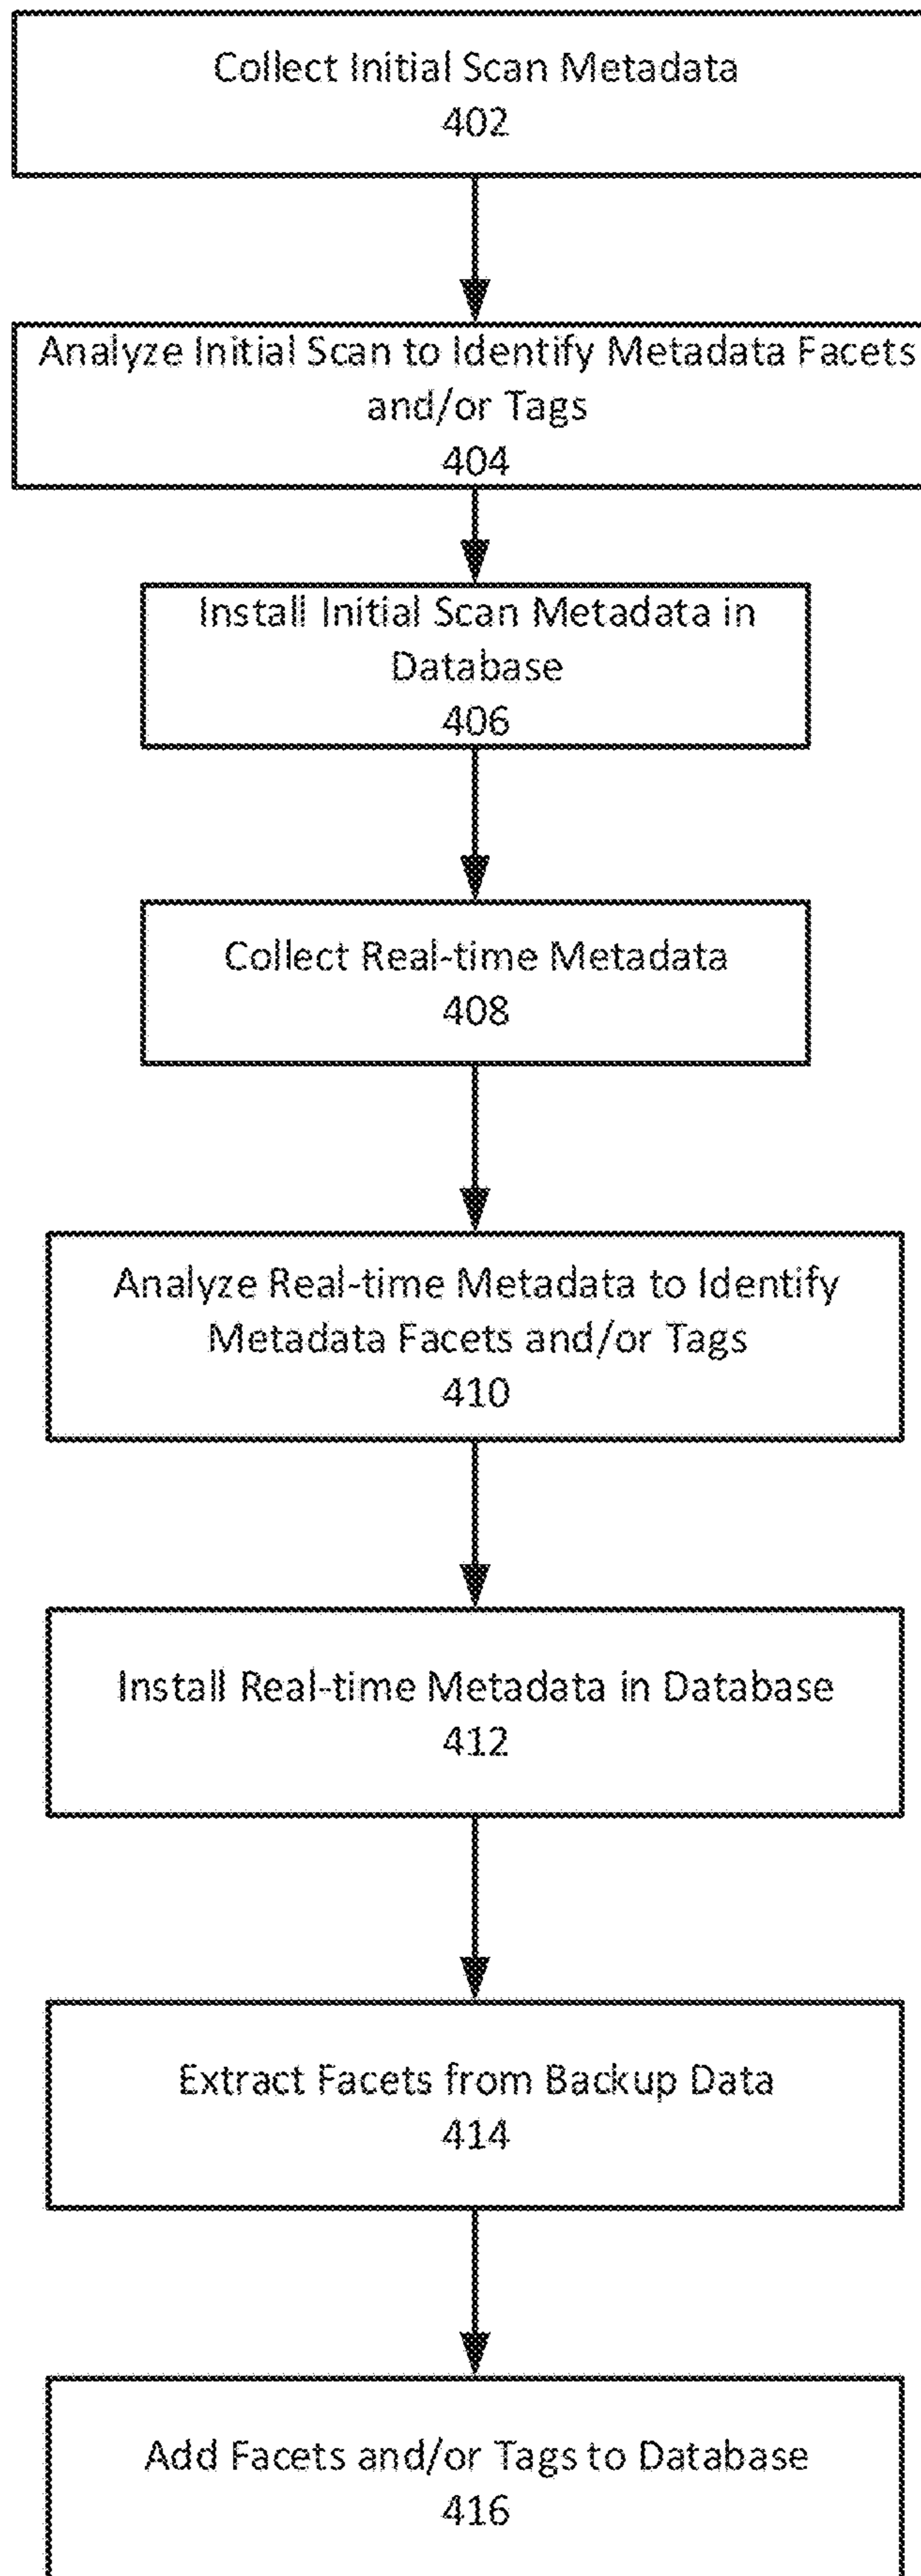 Collect Initial Scan Metadata
402
Analyze Initial Scan to Identify Metadata Facets
and/or Tags
404
Install Initial Scan Metadata in
Database
406
Collect Real-time Metadata
408
Analyze Real-time Metadata to Identify
Metadata Facets and/or Tags
410
Install Real-time Metadata in Database
412
Extract Facets from Backup Data
414
Add Facets and/or Tags to Database
416